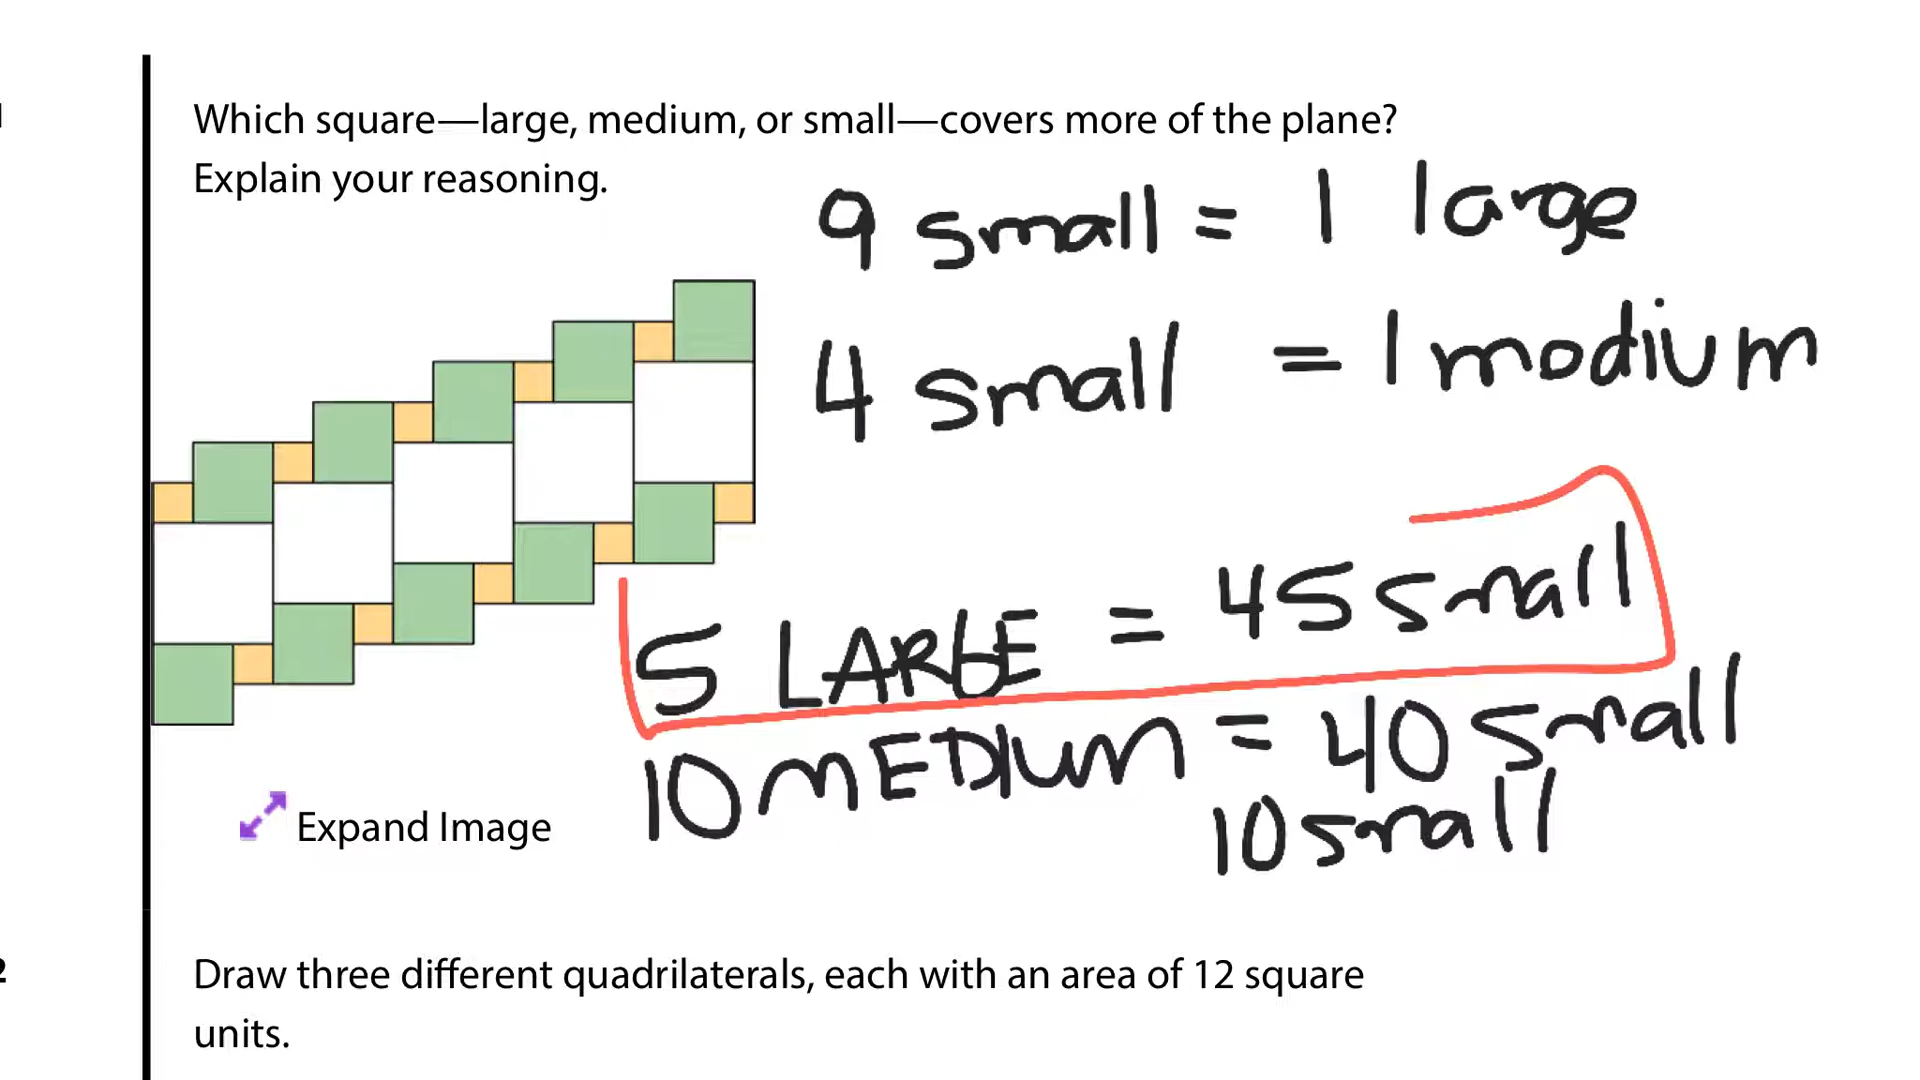 Which square—large, medium, or small—covers more of the plane?
Explain your reasoning.
9 small = 1 large
4 small = 1 modium
5 LARGE = 45 small
10 MEDIUM = 40 small
10 small
Expand Image
Draw three different quadrilaterals, each with an area of 12 square
units.